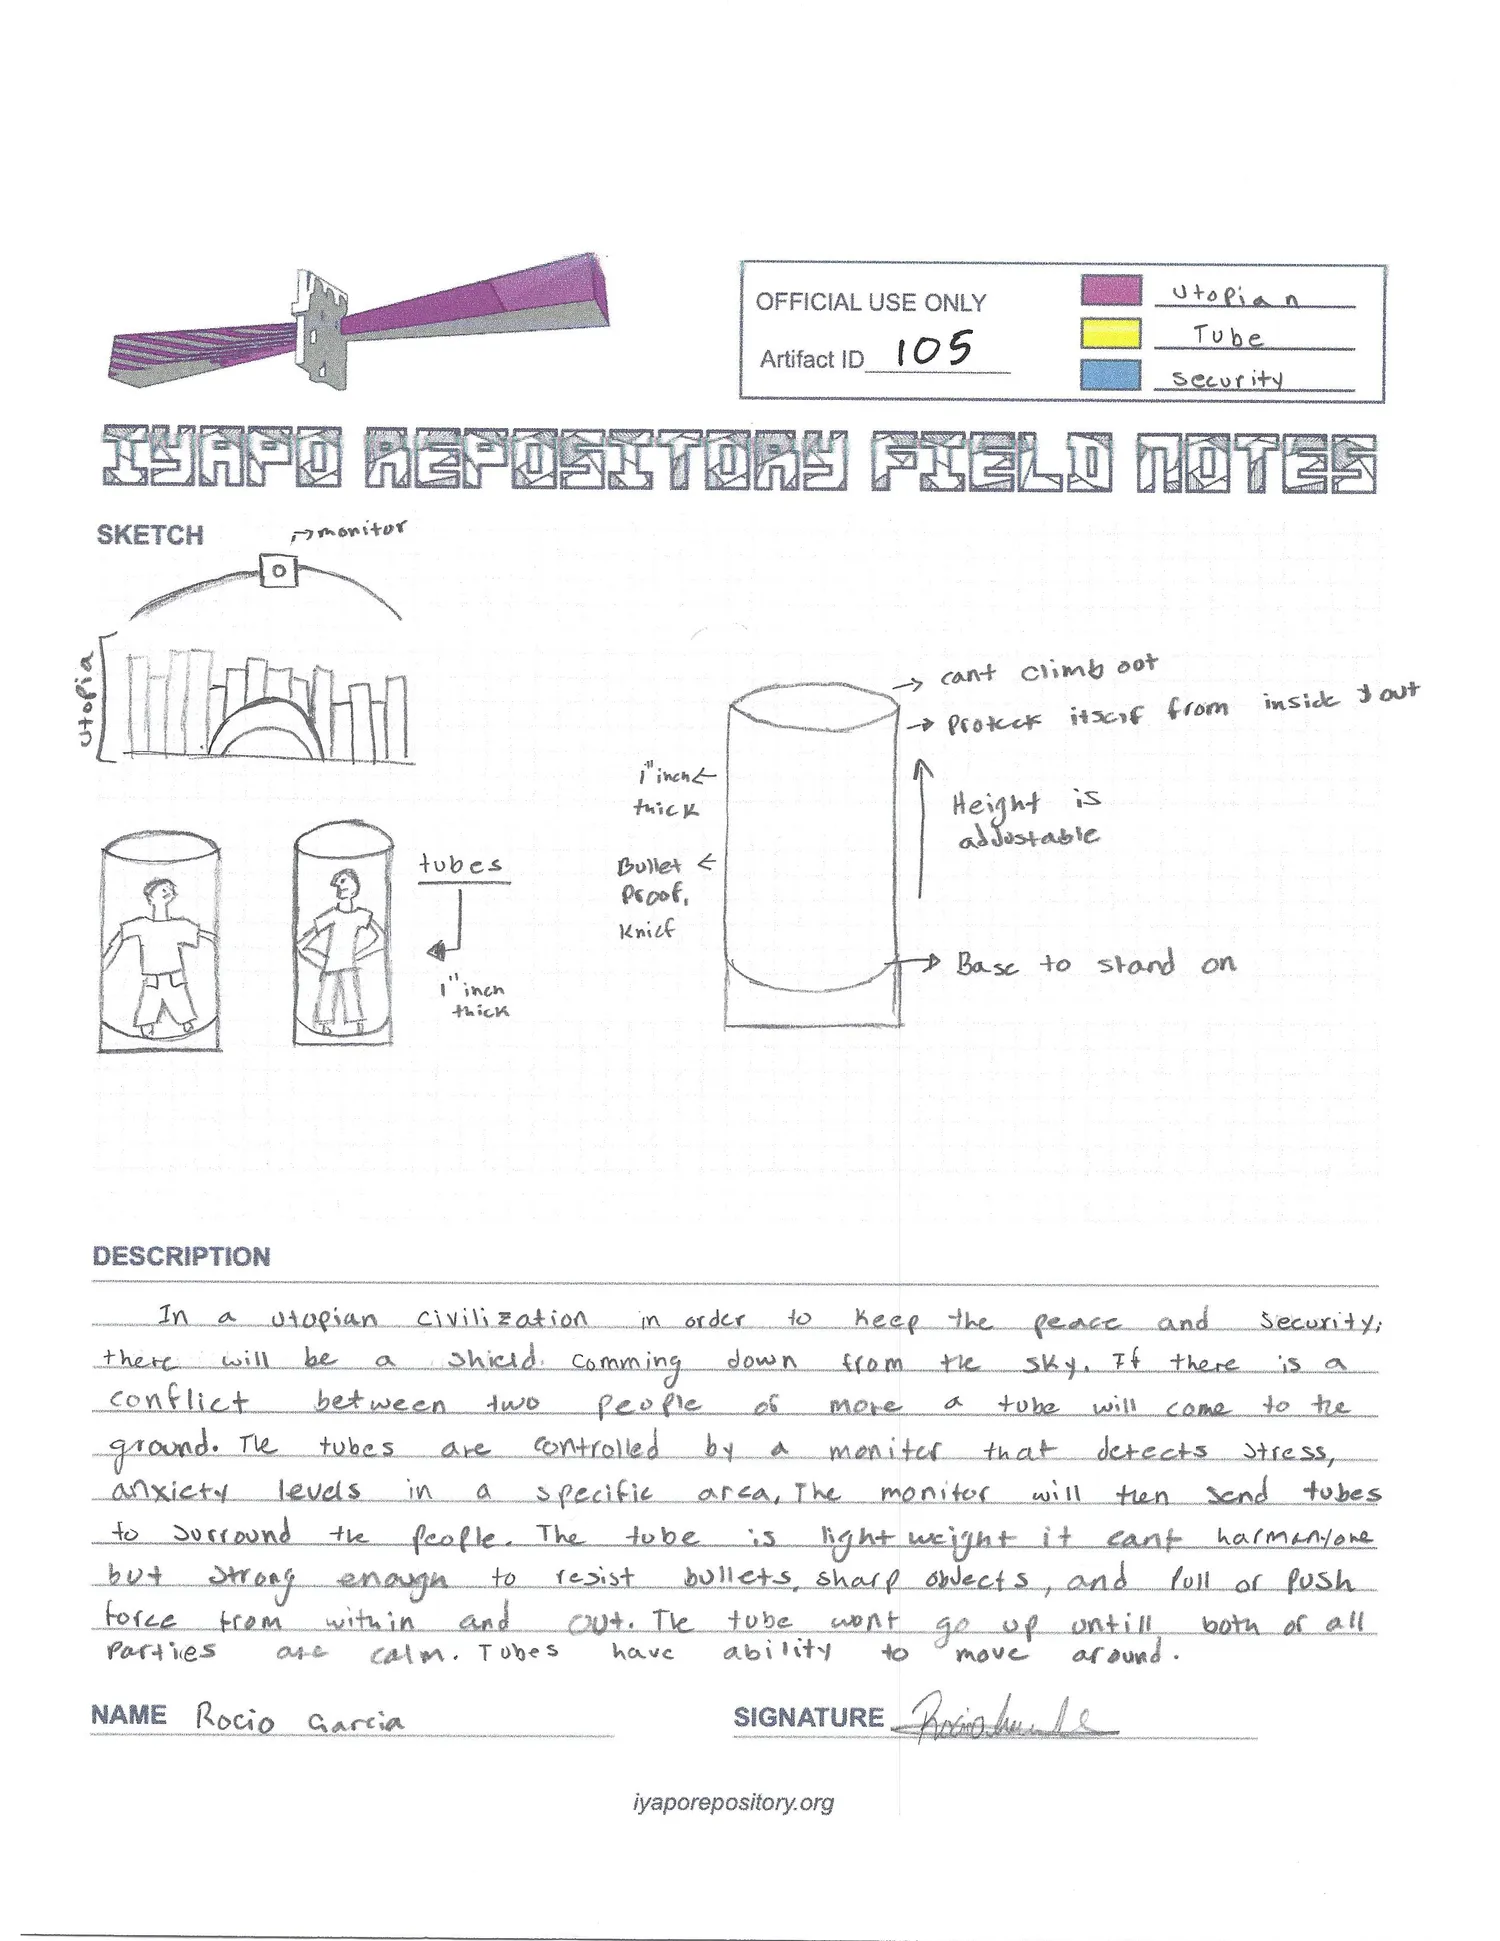 OFFICIAL USE ONLY
Artifact ID 105
Utopian
Tube
Security
IYAPO REPOSITORY FIELD NOTES
SKETCH
monitor
Utopia
tubes
1" inch
thick
cant climb out
Proteck itself from inside & out
1" inch
thick
Height is
adjustable
Bullet
Proof,
Knief
Base to stand on
DESCRIPTION
In a utopian civilization in order to keep the peace and security;
there will be a shield comming down from the sky. If there is a
conflict between two people or more a tube will come to the
ground. The tubes are controlled by a monitor that detects stress,
anxiety levels in a specific area, The monitor will then send tubes
to surround the people. The tube is light weight it cant harm anyone
but strong enough to resist bullets, sharp objects, and pull or push
force from within and out. The tube wont go up untill both or all
parties are calm. Tubes have ability to move around.
NAME Rocio Garcia
SIGNATURE
iyaporepository.org